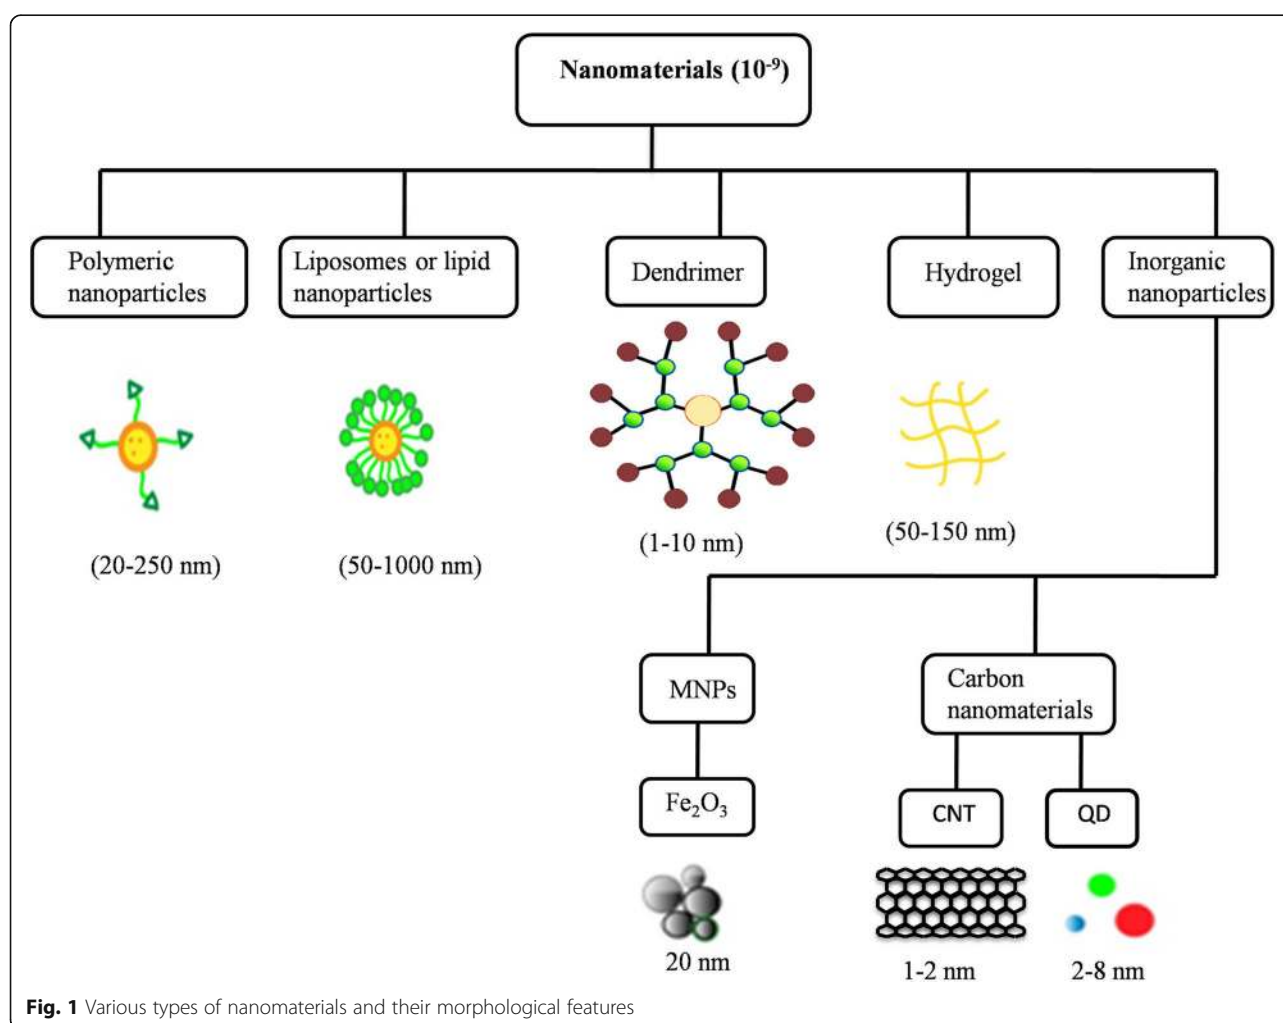 Nanomaterials (10⁻⁹)
Polymeric
nanoparticles
Liposomes or lipid
nanoparticles
Dendrimer
Hydrogel
Inorganic
nanoparticles
(20-250 nm)
(50-1000 nm)
(1-10 nm)
(50-150 nm)
MNPs
Carbon
nanomaterials
Fe₂O₃
CNT
QD
20 nm
1-2 nm
2-8 nm
Fig. 1 Various types of nanomaterials and their morphological features